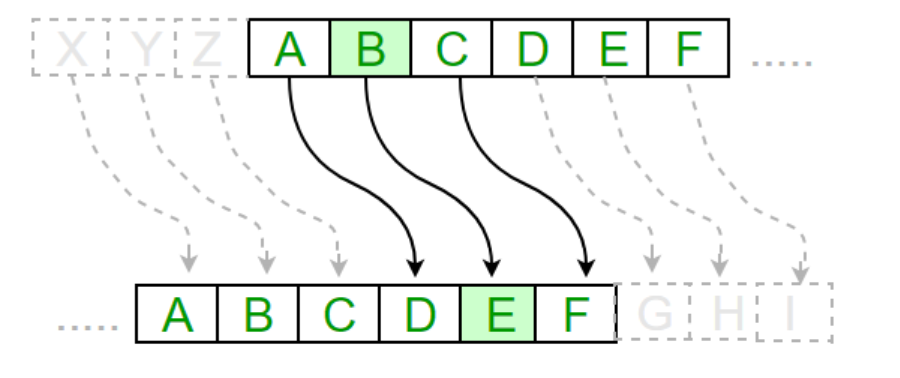 X Y Z A B C D E F .....
..... A B C D E F G H I